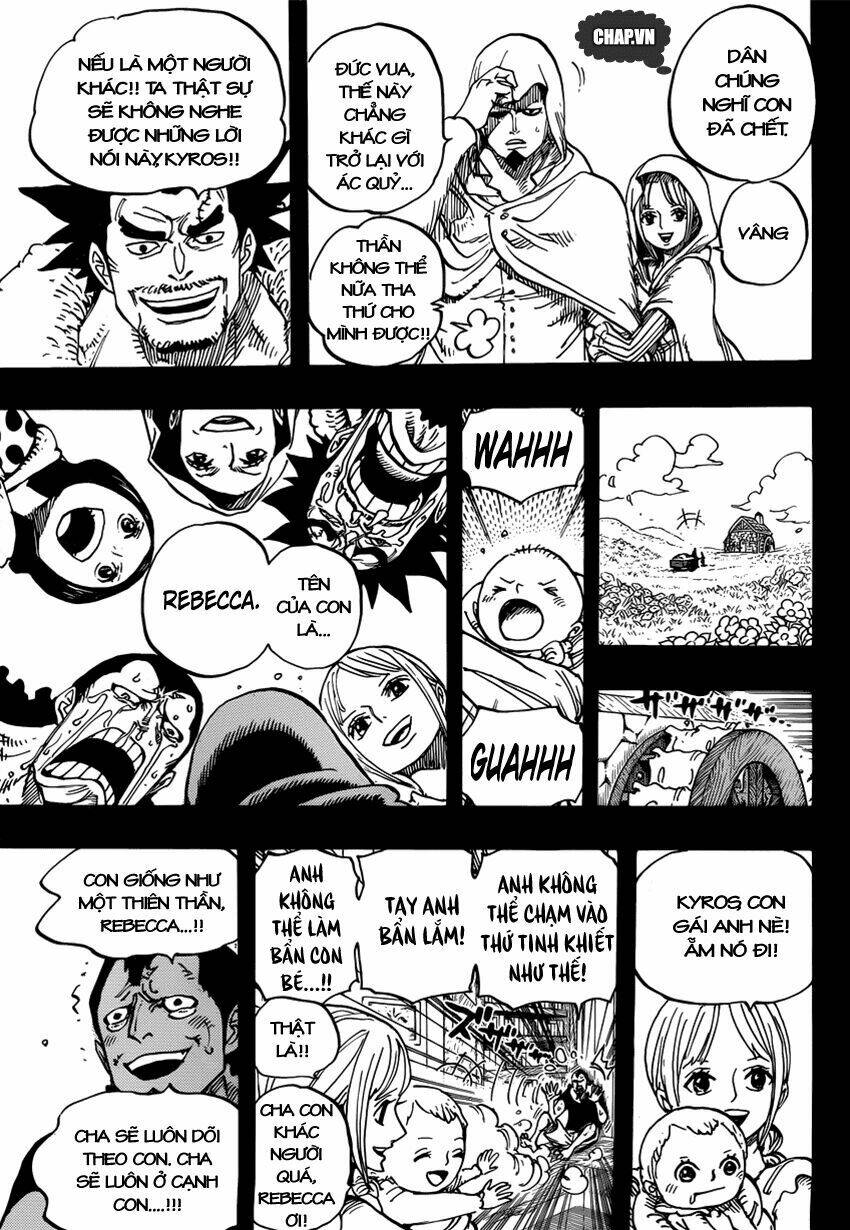 CHAP.VN
DÂN
CHÚNG
NGHĨ CON
ĐÃ CHẾT.
VÂNG.
ĐỨC VUA,
THẾ NÀY
CHẲNG
KHÁC GÌ
TRỞ LẠI VỚI
ÁC QUỶ...
THẦN
KHÔNG THỂ
NỮA THA
THỨ CHO
MÌNH ĐƯỢC!!
NẾU LÀ MỘT NGƯỜI
KHÁC!! TA THẬT SỰ
SẼ KHÔNG NGHE
ĐƯỢC NHỮNG LỜI
NÓI NÀY, KYROS!!
WAHHH
GUAHHH
TÊN
CỦA CON
LÀ...
REBECCA.
KYROS, CON
GÁI ANH NÈ!
ẴM NÓ ĐI!
ANH KHÔNG
THỂ CHẠM VÀO
THỨ TINH KHIẾT
NHƯ THẾ!
TAY ANH
BẨN LẮM!
ANH
KHÔNG
THỂ LÀM
BẨN CON
BÉ...!!
THẬT
LÀ!!
CHA CON
KHÁC
NGƯỜI
QUÁ,
REBECCA
ƠI!
CON GIỐNG NHƯ
MỘT THIÊN THẦN,
REBECCA...!!
CHA SẼ LUÔN DÕI
THEO CON. CHA
SẼ LUÔN Ở CẠNH
CON....!!!